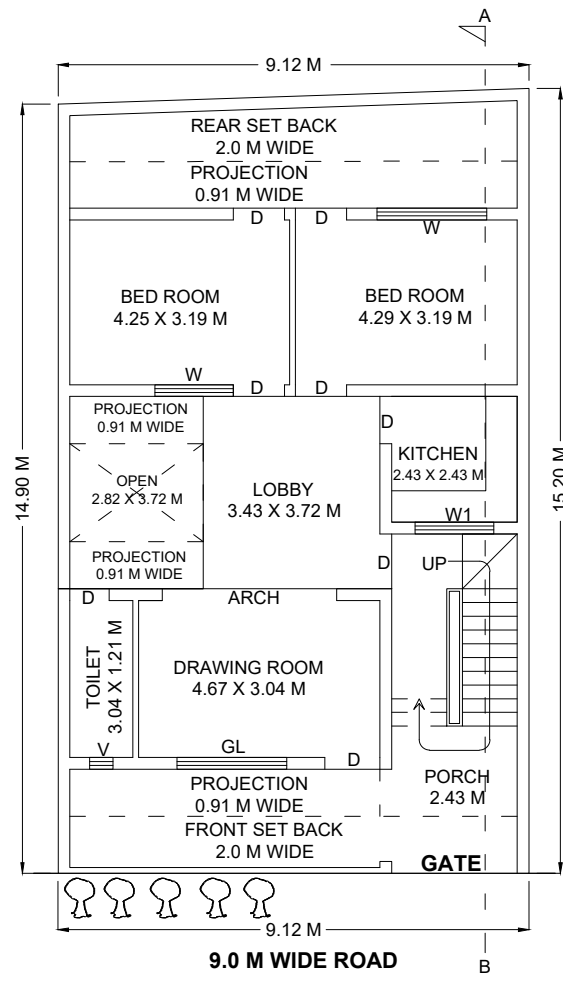 A
9.12 M
REAR SET BACK
2.0 M WIDE
PROJECTION
0.91 M WIDE
D
D
W
BED ROOM
4.25 X 3.19 M
BED ROOM
4.29 X 3.19 M
W
D
D
PROJECTION
0.91 M WIDE
D
KITCHEN
2.43 X 2.43 M
OPEN
2.82 X 3.72 M
LOBBY
3.43 X 3.72 M
14.90 M
15.20 M
W1
PROJECTION
0.91 M WIDE
D
UP
D
ARCH
TOILET
3.04 X 1.21 M
DRAWING ROOM
4.67 X 3.04 M
V
GL
D
PROJECTION
0.91 M WIDE
PORCH
2.43 M
FRONT SET BACK
2.0 M WIDE
GATE
9.12 M
9.0 M WIDE ROAD
B